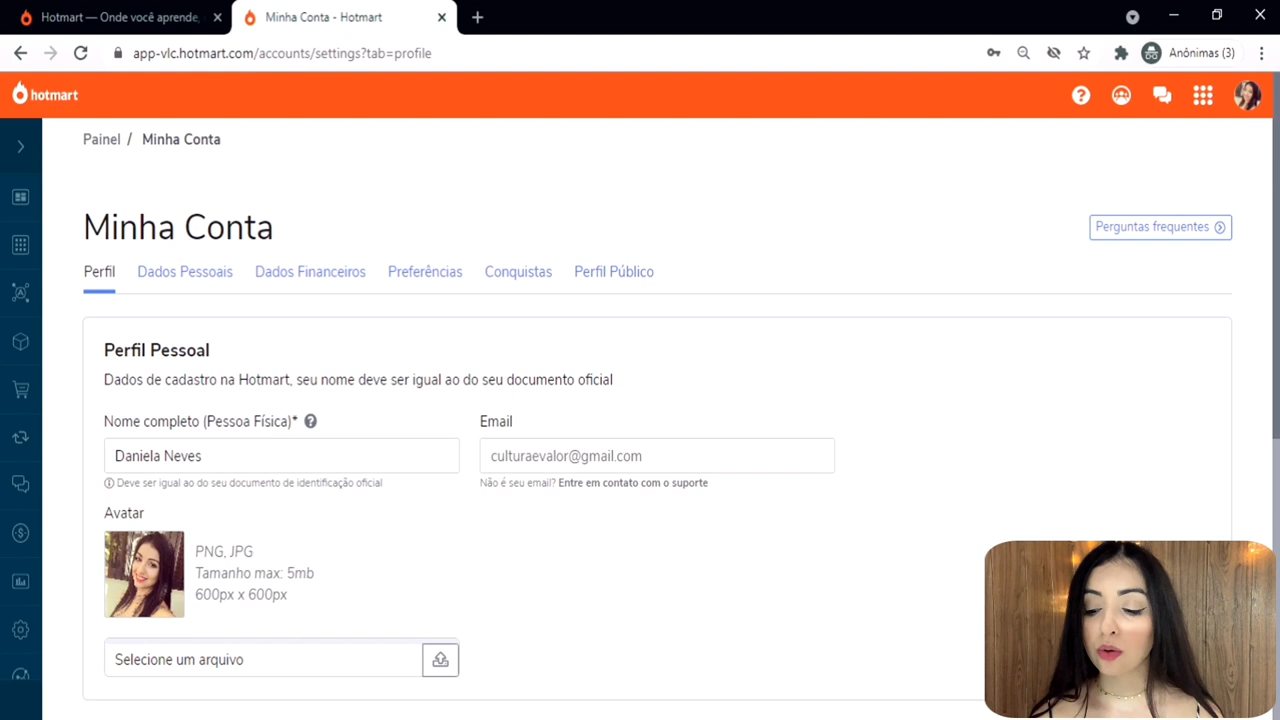 Hotmart — Onde você aprende,
Minha Conta - Hotmart
app-vlc.hotmart.com/accounts/settings?tab=profile
Anônimas (3)
hotmart
Painel / Minha Conta
Minha Conta
Perguntas frequentes
Perfil Dados Pessoais Dados Financeiros Preferências Conquistas Perfil Público
Perfil Pessoal
Dados de cadastro na Hotmart, seu nome deve ser igual ao do seu documento oficial
Nome completo (Pessoa Física)*
Email
Daniela Neves
culturaevalor@gmail.com
Deve ser igual ao do seu documento de identificação oficial
Não é seu email? Entre em contato com o suporte
Avatar
PNG, JPG
Tamanho max: 5mb
600px x 600px
Selecione um arquivo